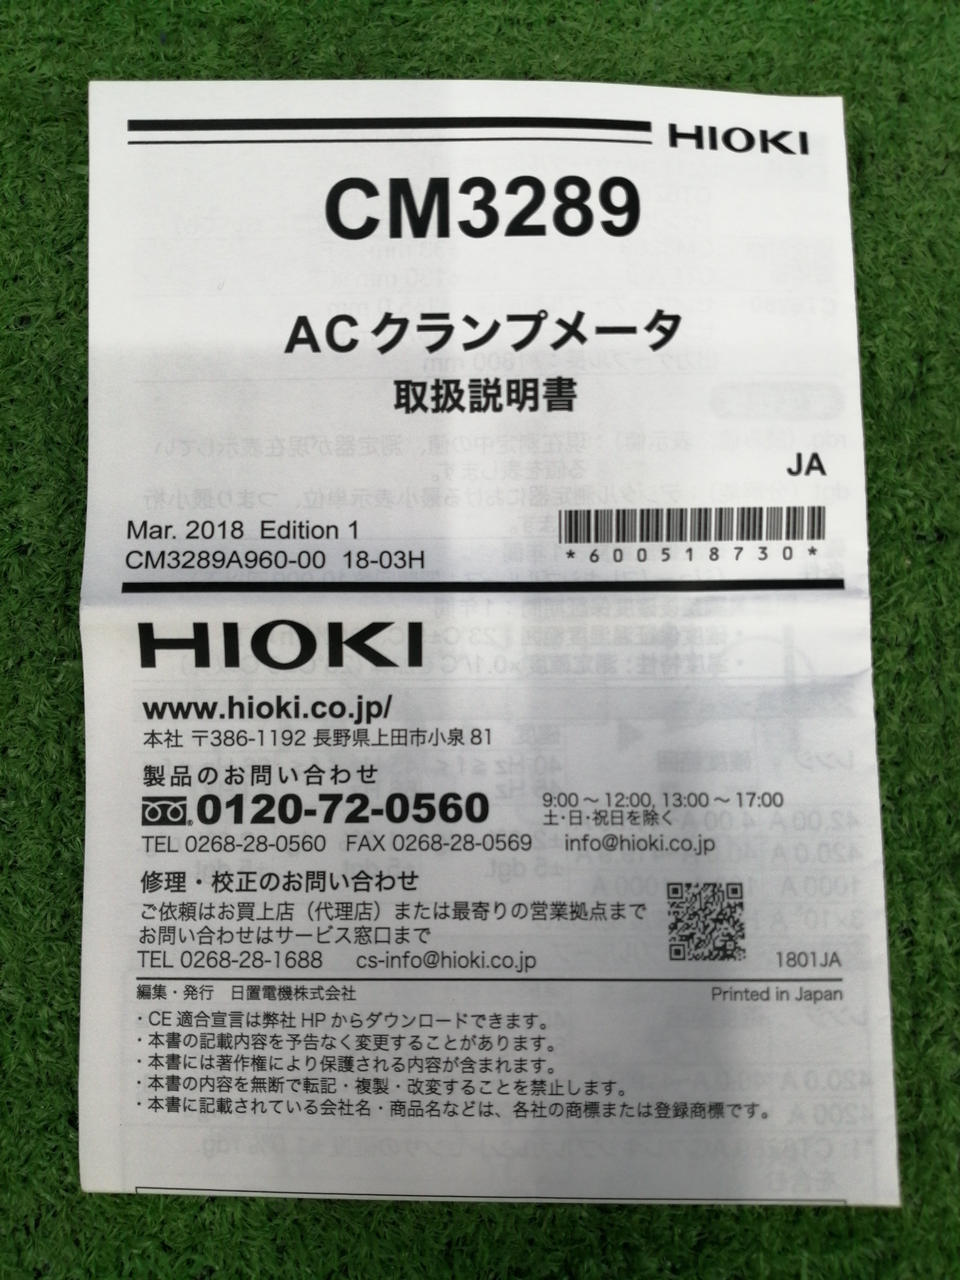 HIOKI
CM3289
ACクランプメータ
取扱説明書
JA
Mar. 2018 Edition 1
CM3289A960-00 18-03H
*600518730*
HIOKI
www.hioki.co.jp/
本社 〒386-1192 長野県上田市小泉 81
製品のお問い合わせ
0120-72-0560
9:00 ~ 12:00, 13:00 ~ 17:00
土・日・祝日を除く
TEL 0268-28-0560 FAX 0268-28-0569 info@hioki.co.jp
修理・校正のお問い合わせ
ご依頼はお買上店（代理店）または最寄りの営業拠点まで
お問い合わせはサービス窓口まで
TEL 0268-28-1688 cs-info@hioki.co.jp
1801JA
編集・発行 日置電機株式会社
Printed in Japan
・CE 適合宣言は弊社 HP からダウンロードできます。
・本書の記載内容を予告なく変更することがあります。
・本書には著作権により保護される内容が含まれます。
・本書の内容を無断で転記・複製・改変することを禁止します。
・本書に記載されている会社名・商品名などは、各社の商標または登録商標です。